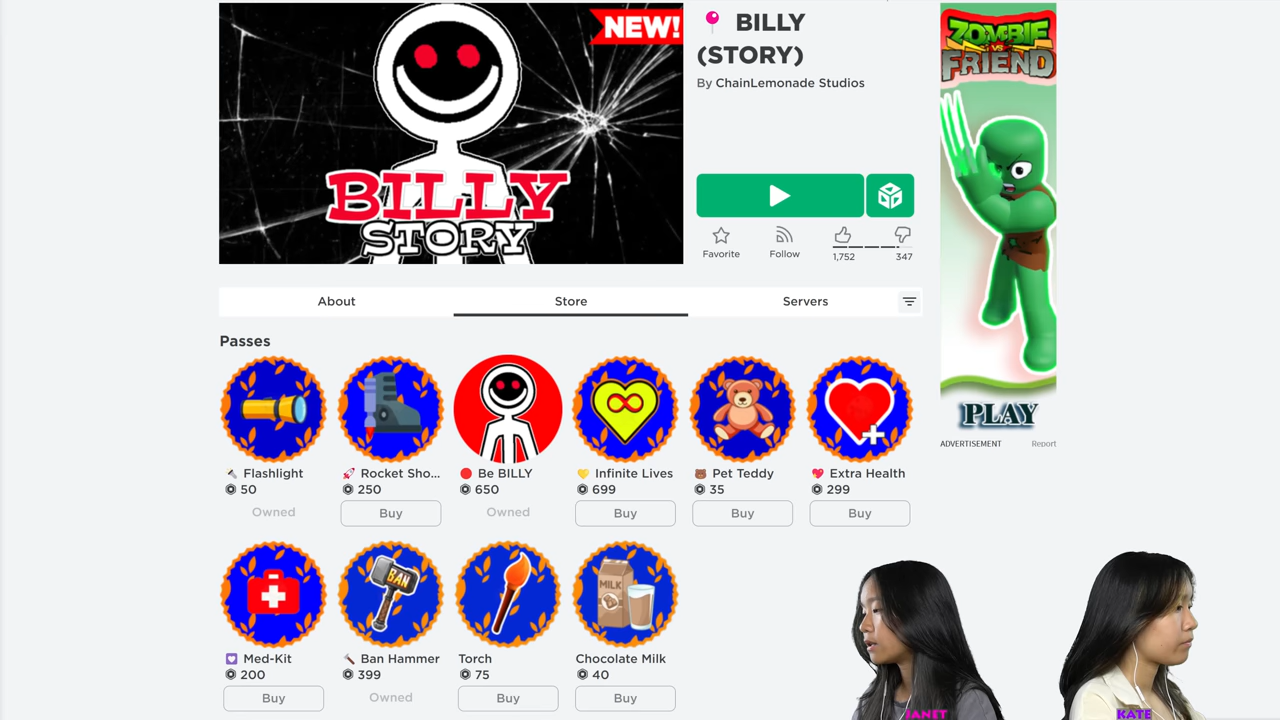 NEW!
BILLY
STORY
📍 BILLY
(STORY)
By ChainLemonade Studios
Favorite
Follow
1,752
347
ZOMBIE
VS
FRIEND
PLAY
ADVERTISEMENT
Report
About
Store
Servers
Passes
Flashlight
50
Owned
Rocket Sho...
250
Buy
Be BILLY
650
Owned
Infinite Lives
699
Buy
Pet Teddy
35
Buy
Extra Health
299
Buy
Med-Kit
200
Buy
BAN
Ban Hammer
399
Owned
Torch
75
Buy
MILK
Chocolate Milk
40
Buy
JANET
KATE